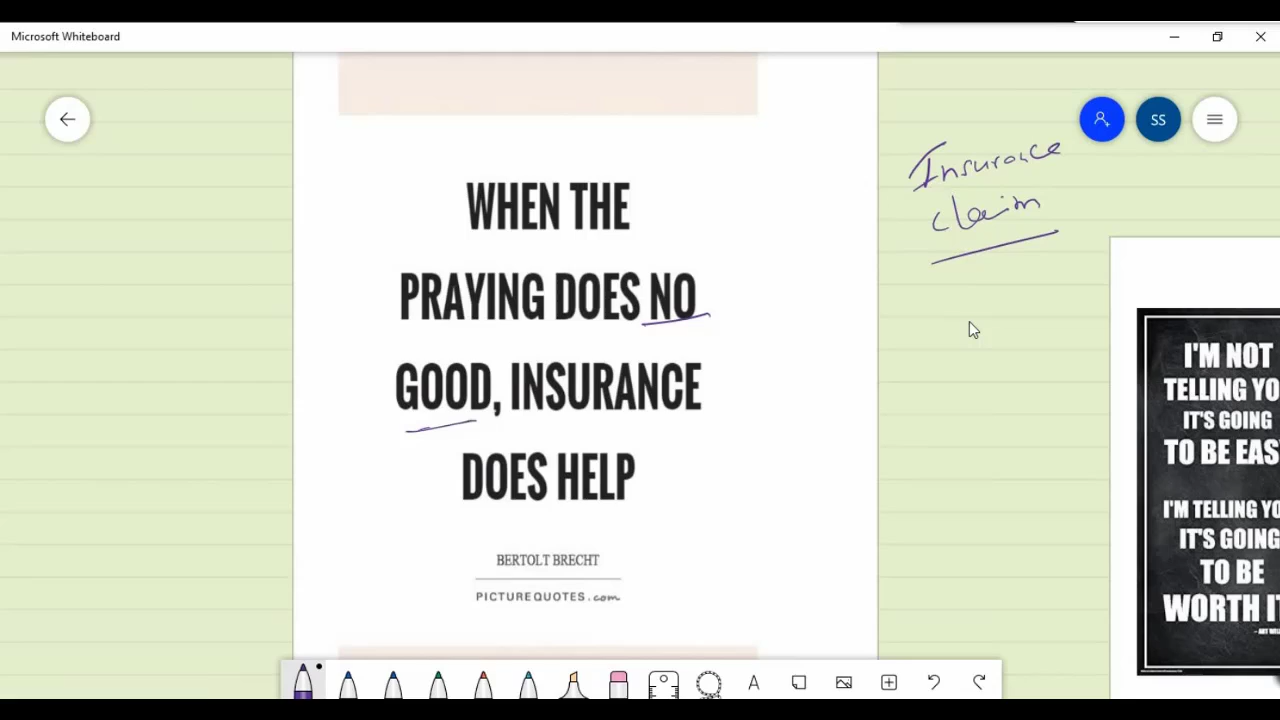 Microsoft Whiteboard
SS
Insurance
claim
WHEN THE
PRAYING DOES NO
GOOD, INSURANCE
DOES HELP
BERTOLT BRECHT
PICTUREQUOTES.com
I'M NOT
TELLING YO
IT'S GOING
TO BE EAS
I'M TELLING YO
IT'S GOING
TO BE
WORTH IT
A